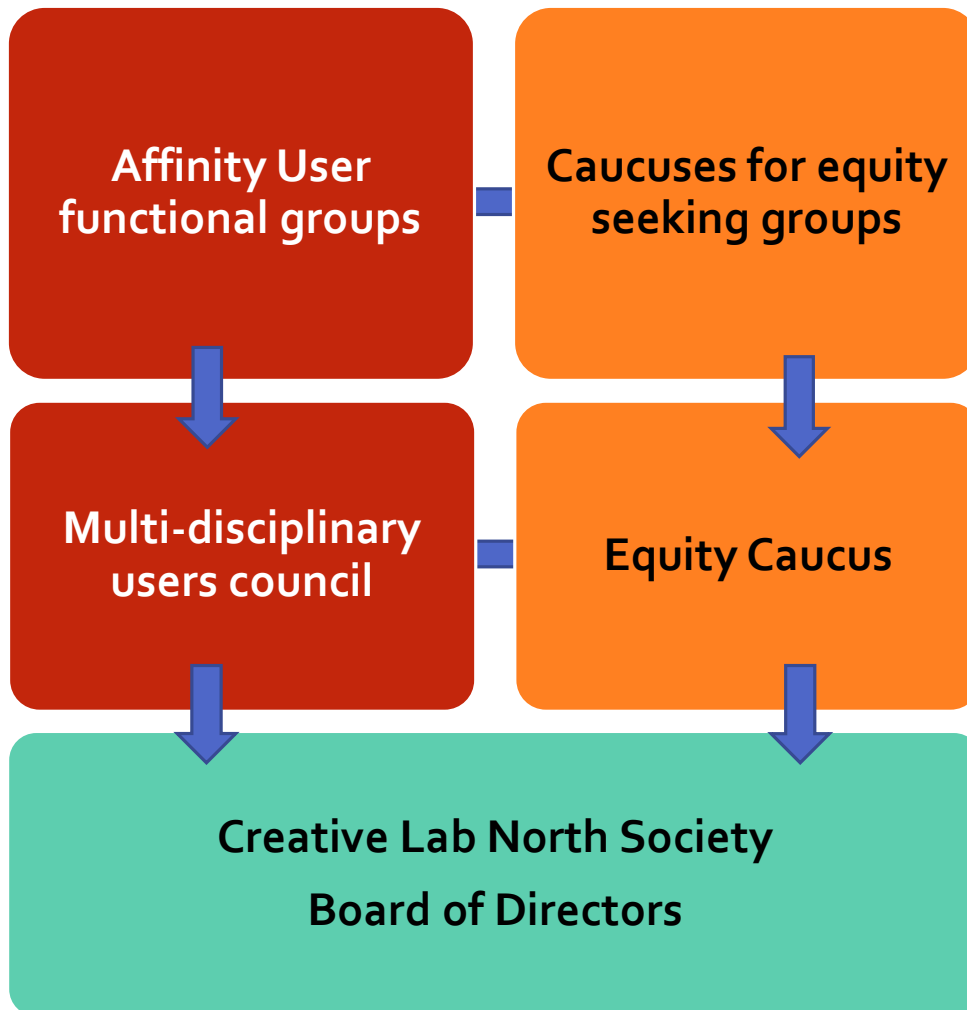 Affinity User
functional groups
Caucuses for equity
seeking groups
Multi-disciplinary
users council
Equity Caucus
Creative Lab North Society
Board of Directors